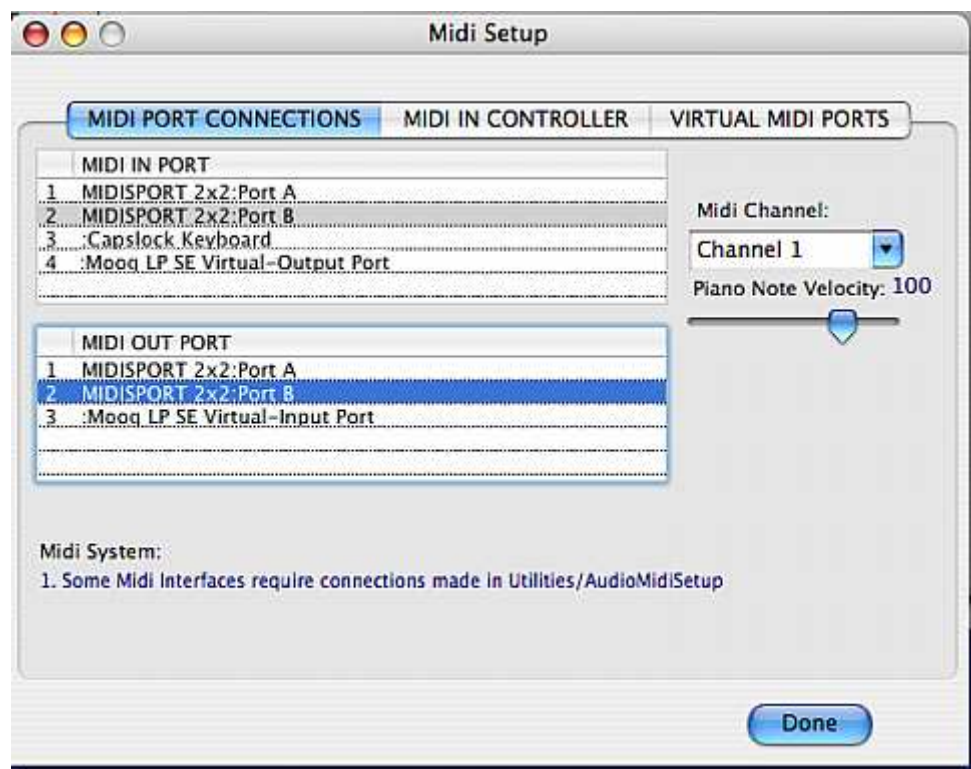 Midi Setup
MIDI PORT CONNECTIONS MIDI IN CONTROLLER VIRTUAL MIDI PORTS
MIDI IN PORT
1 MIDISPORT 2x2:Port A
2 MIDISPORT 2x2:Port B
3 :Capslock Keyboard
4 :Moog LP SE Virtual-Output Port
Midi Channel:
Channel 1
Piano Note Velocity: 100
MIDI OUT PORT
1 MIDISPORT 2x2:Port A
2 MIDISPORT 2x2:Port B
3 :Moog LP SE Virtual-Input Port
Midi System:
1. Some Midi Interfaces require connections made in Utilities/AudioMidiSetup
Done